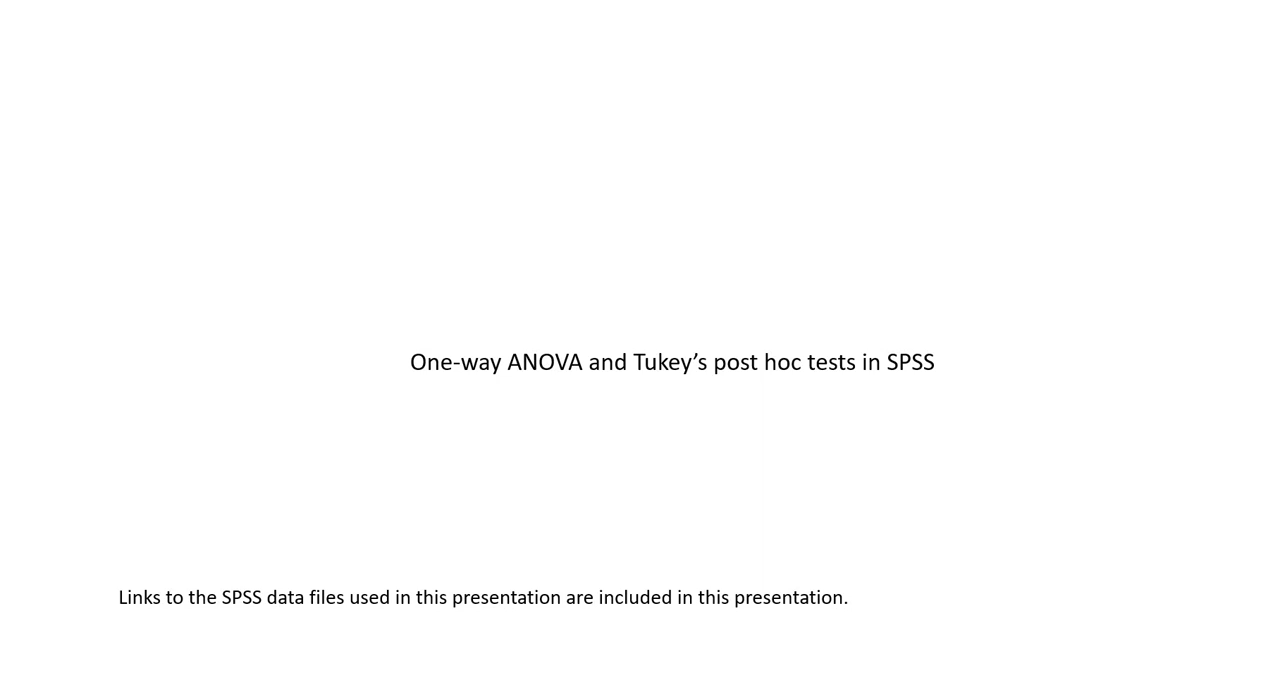 One-way ANOVA and Tukey’s post hoc tests in SPSS
Links to the SPSS data files used in this presentation are included in this presentation.